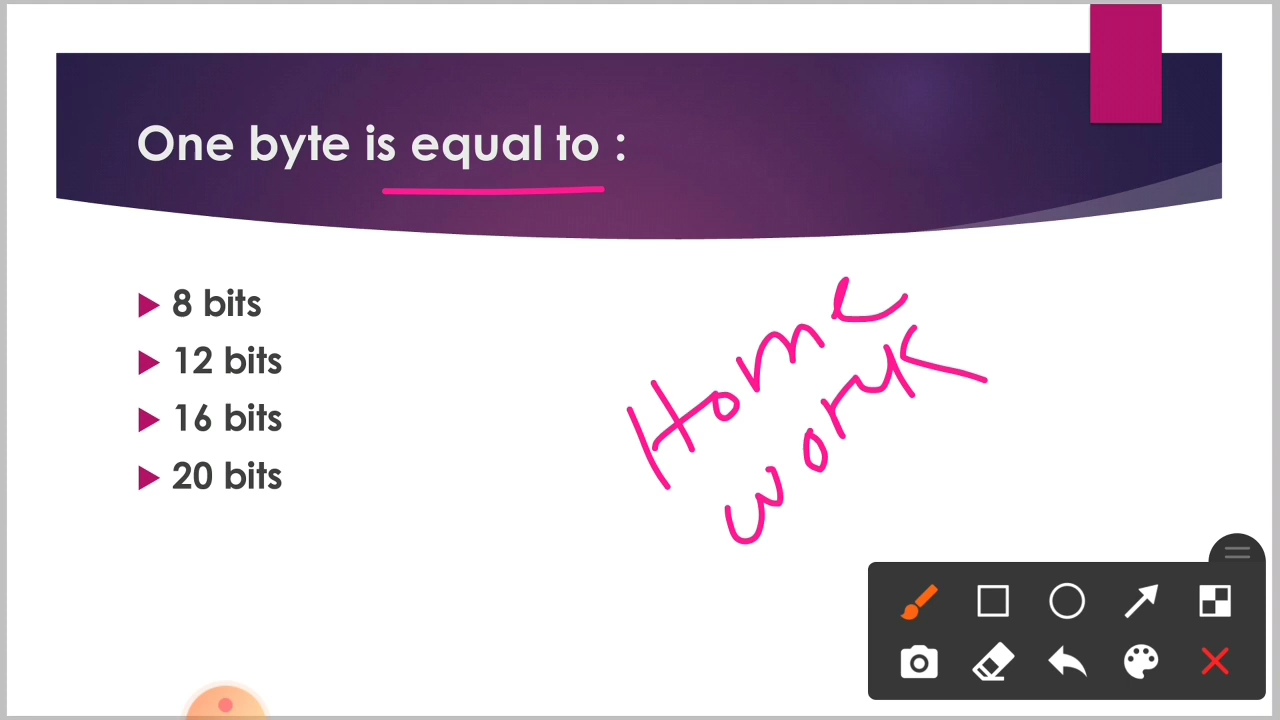 One byte is equal to :
8 bits
12 bits
16 bits
20 bits
Home
work